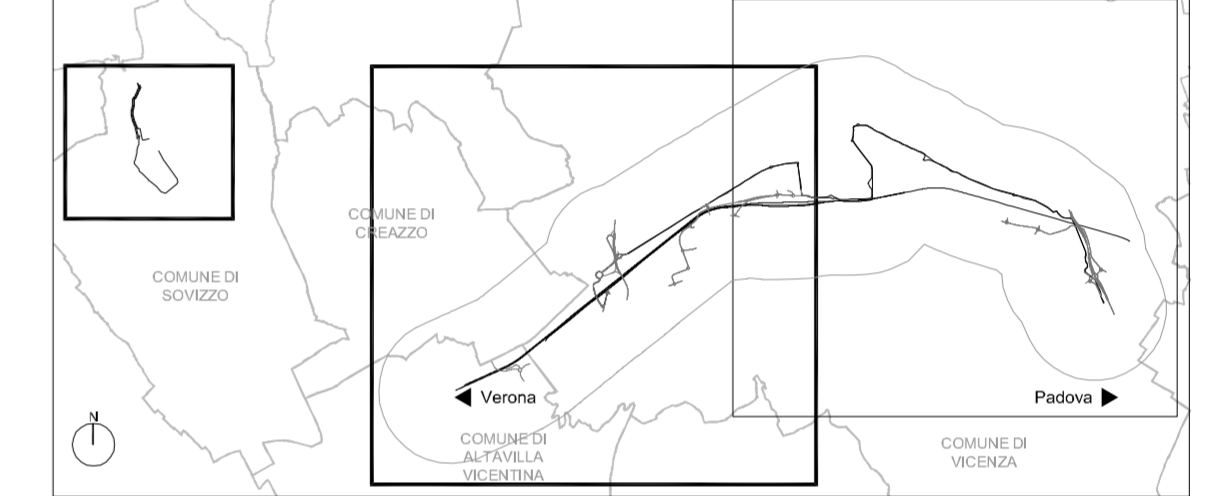 COMUNE DI
CREAZZO
COMUNE DI
SOVIZZO
N
Verona
Padova
COMUNE DI
ALTAVILLA
VICENTINA
COMUNE DI
VICENZA